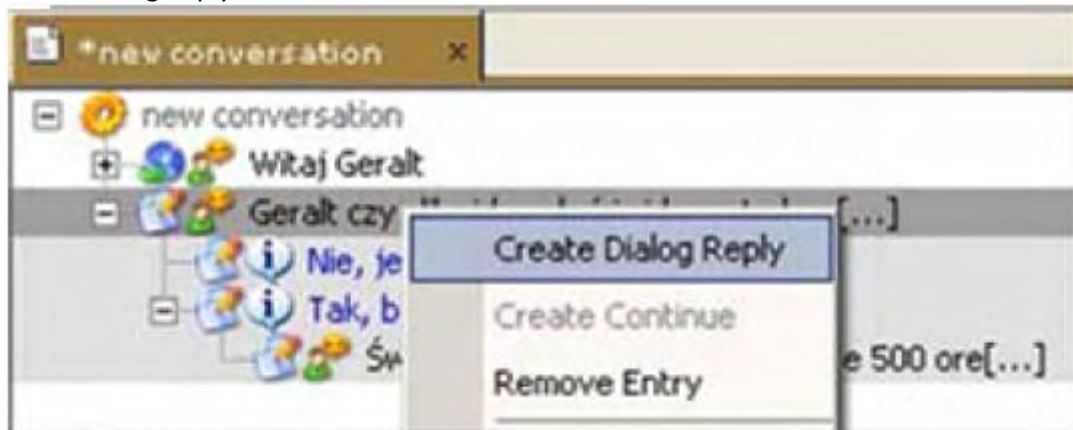 *new conversation x
new conversation
Witaj Geralt
Geralt czy [...]
Create Dialog Reply
Nie, je
Create Continue
Tak, b
Remove Entry
e 500 ore[...]